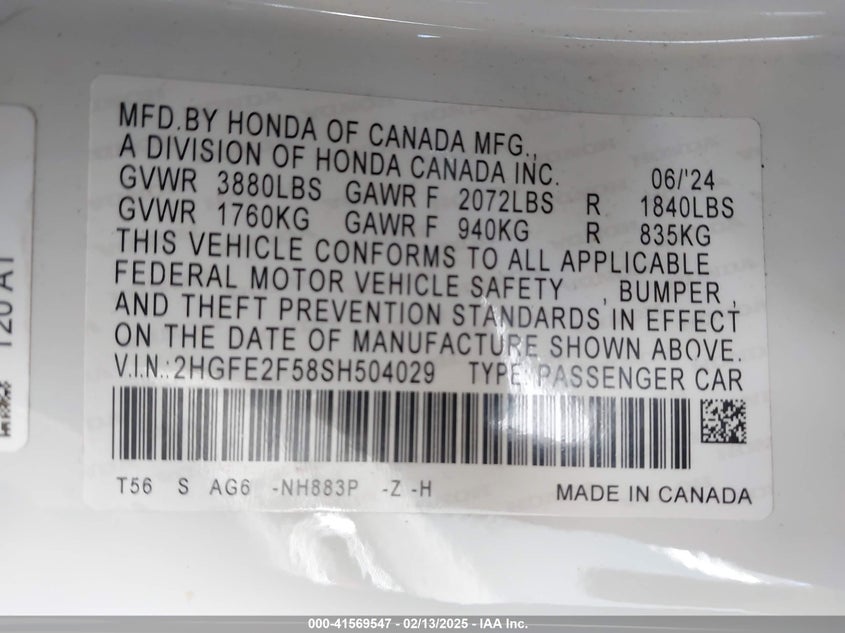 MFD.BY HONDA OF CANADA MFG.,
A DIVISION OF HONDA CANADA INC. 06/'24
GVWR 3880LBS GAWR F 2072LBS R 1840LBS
GVWR 1760KG GAWR F 940KG R 835KG
THIS VEHICLE CONFORMS TO ALL APPLICABLE
FEDERAL MOTOR VEHICLE SAFETY , BUMPER ,
AND THEFT PREVENTION STANDARDS IN EFFECT
ON THE DATE OF MANUFACTURE SHOWN ABOVE.
V.I.N.:2HGFE2F58SH504029 TYPE:PASSENGER CAR
T56 S AG6 -NH883P -Z -H MADE IN CANADA
120 A1
000-41569547 - 02/13/2025 - IAA Inc.